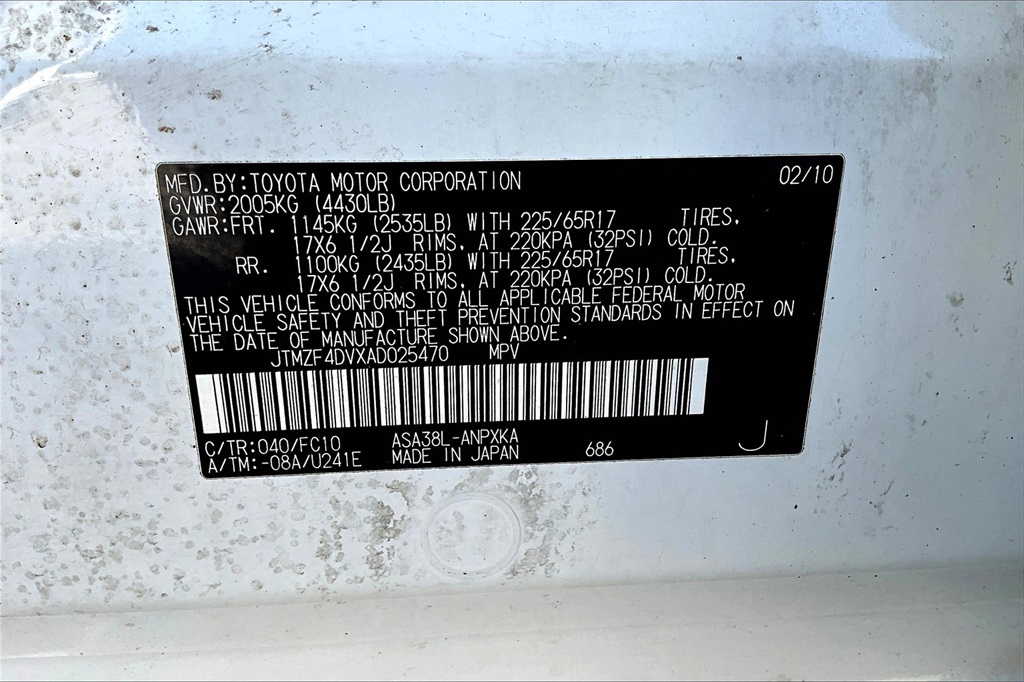 MFD.BY:TOYOTA MOTOR CORPORATION 02/10
GVWR:2005KG (4430LB)
GAWR:FRT. 1145KG (2535LB) WITH 225/65R17 TIRES,
17X6 1/2J RIMS, AT 220KPA (32PSI) COLD.
RR. 1100KG (2435LB) WITH 225/65R17 TIRES,
17X6 1/2J RIMS, AT 220KPA (32PSI) COLD.
THIS VEHICLE CONFORMS TO ALL APPLICABLE FEDERAL MOTOR
VEHICLE SAFETY AND THEFT PREVENTION STANDARDS IN EFFECT ON
THE DATE OF MANUFACTURE SHOWN ABOVE.
JTMZF4DVXAD025470 MPV
C/TR:040/FC10 ASA38L-ANPXKA
A/TM:-08A/U241E MADE IN JAPAN 686 J